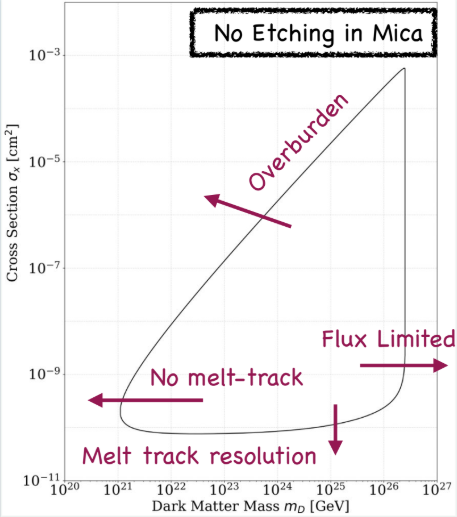 No Etching in Mica
10⁻³
Overburden
10⁻⁵
Cross Section σₓ [cm²]
10⁻⁷
Flux Limited
10⁻⁹
No melt-track
Melt track resolution
10⁻¹¹
10²⁰ 10²¹ 10²² 10²³ 10²⁴ 10²⁵ 10²⁶ 10²⁷
Dark Matter Mass m_D [GeV]